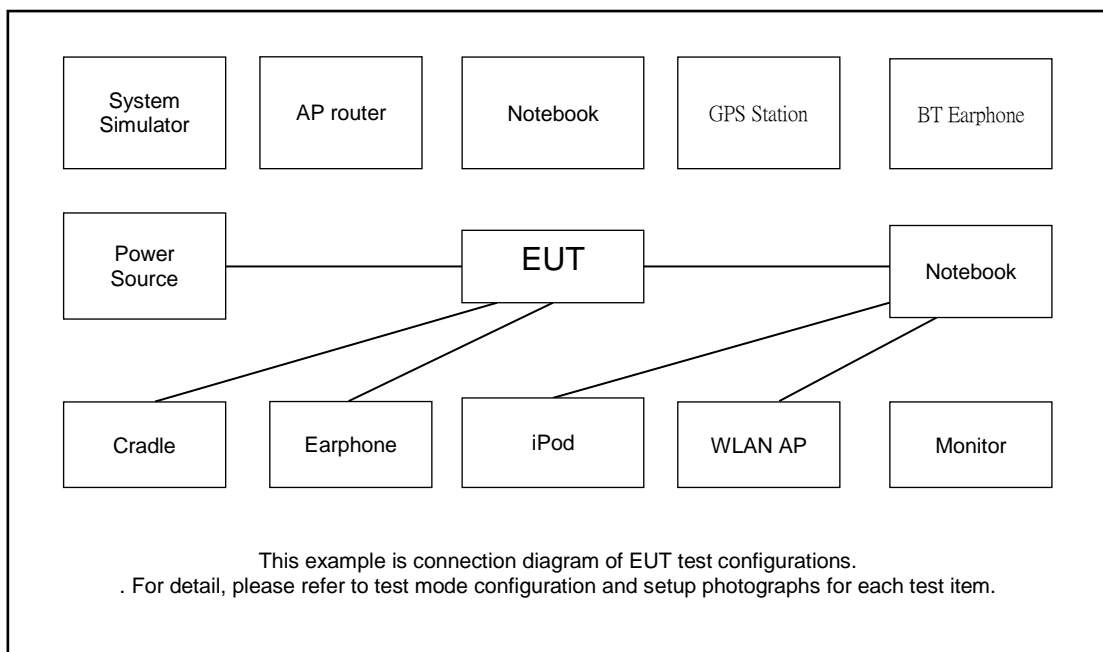 System
Simulator
AP router
Notebook
GPS Station
BT Earphone
Power
Source
EUT
Notebook
Cradle
Earphone
iPod
WLAN AP
Monitor
This example is connection diagram of EUT test configurations.
. For detail, please refer to test mode configuration and setup photographs for each test item.